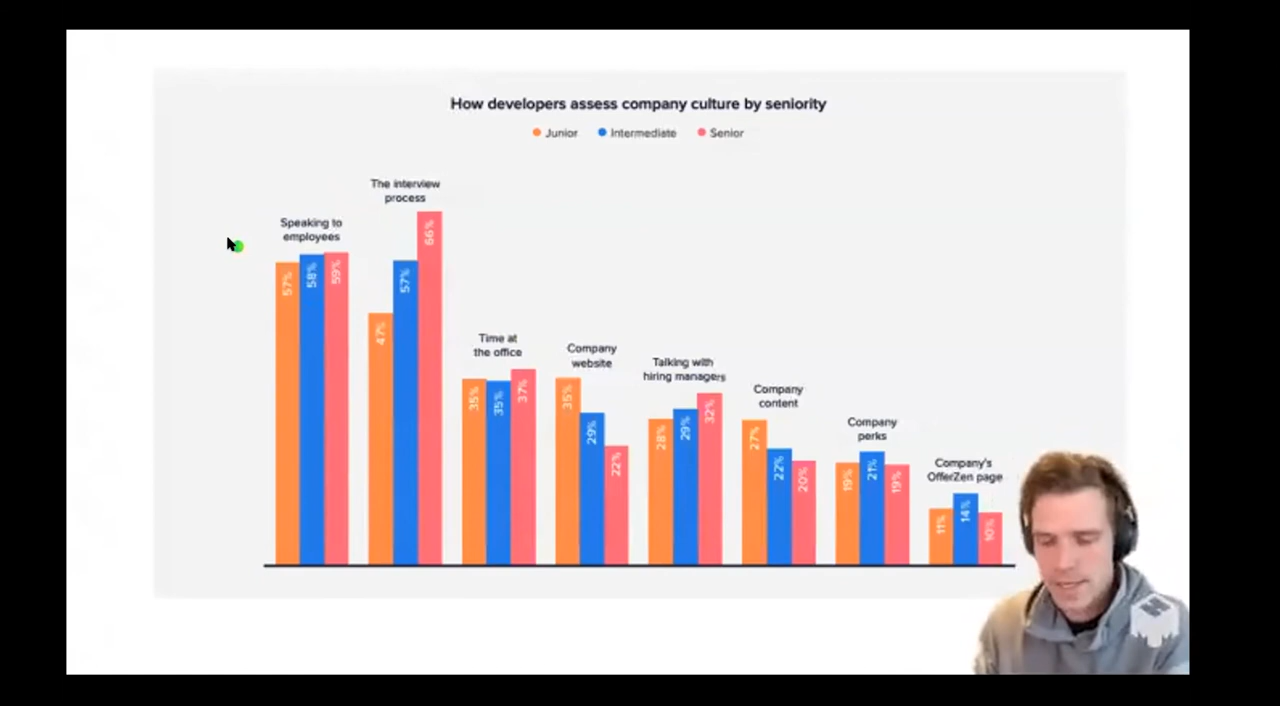 How developers assess company culture by seniority
Junior Intermediate Senior
The interview
process
Speaking to
employees
66%
57%
58%
59%
57%
47%
Time at
the office
Company
website
Talking with
hiring managers
Company
content
Company
perks
Company's
OfferZen page
35%
35%
37%
35%
29%
22%
28%
29%
32%
27%
22%
20%
19%
21%
19%
11%
14%
10%